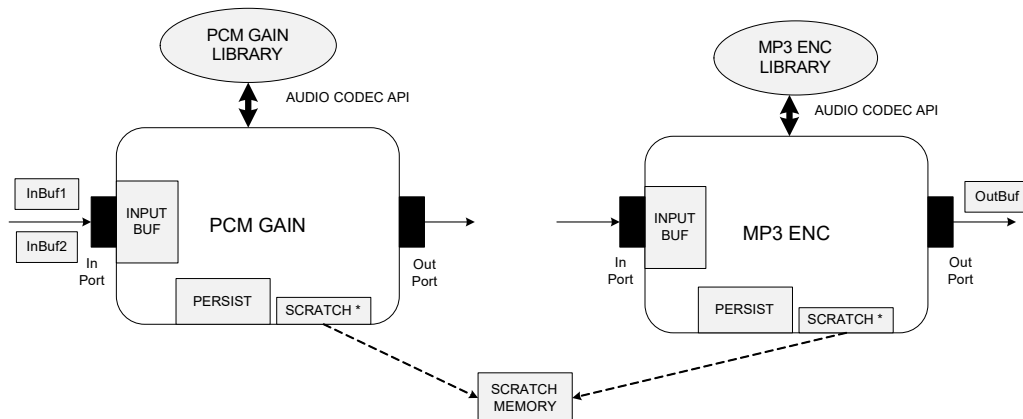 PCM GAIN
LIBRARY
AUDIO CODEC API
InBuf1
InBuf2
In
Port
INPUT
BUF
PCM GAIN
PERSIST
SCRATCH *
Out
Port
MP3 ENC
LIBRARY
AUDIO CODEC API
In
Port
INPUT
BUF
MP3 ENC
PERSIST
SCRATCH *
OutBuf
Out
Port
SCRATCH
MEMORY